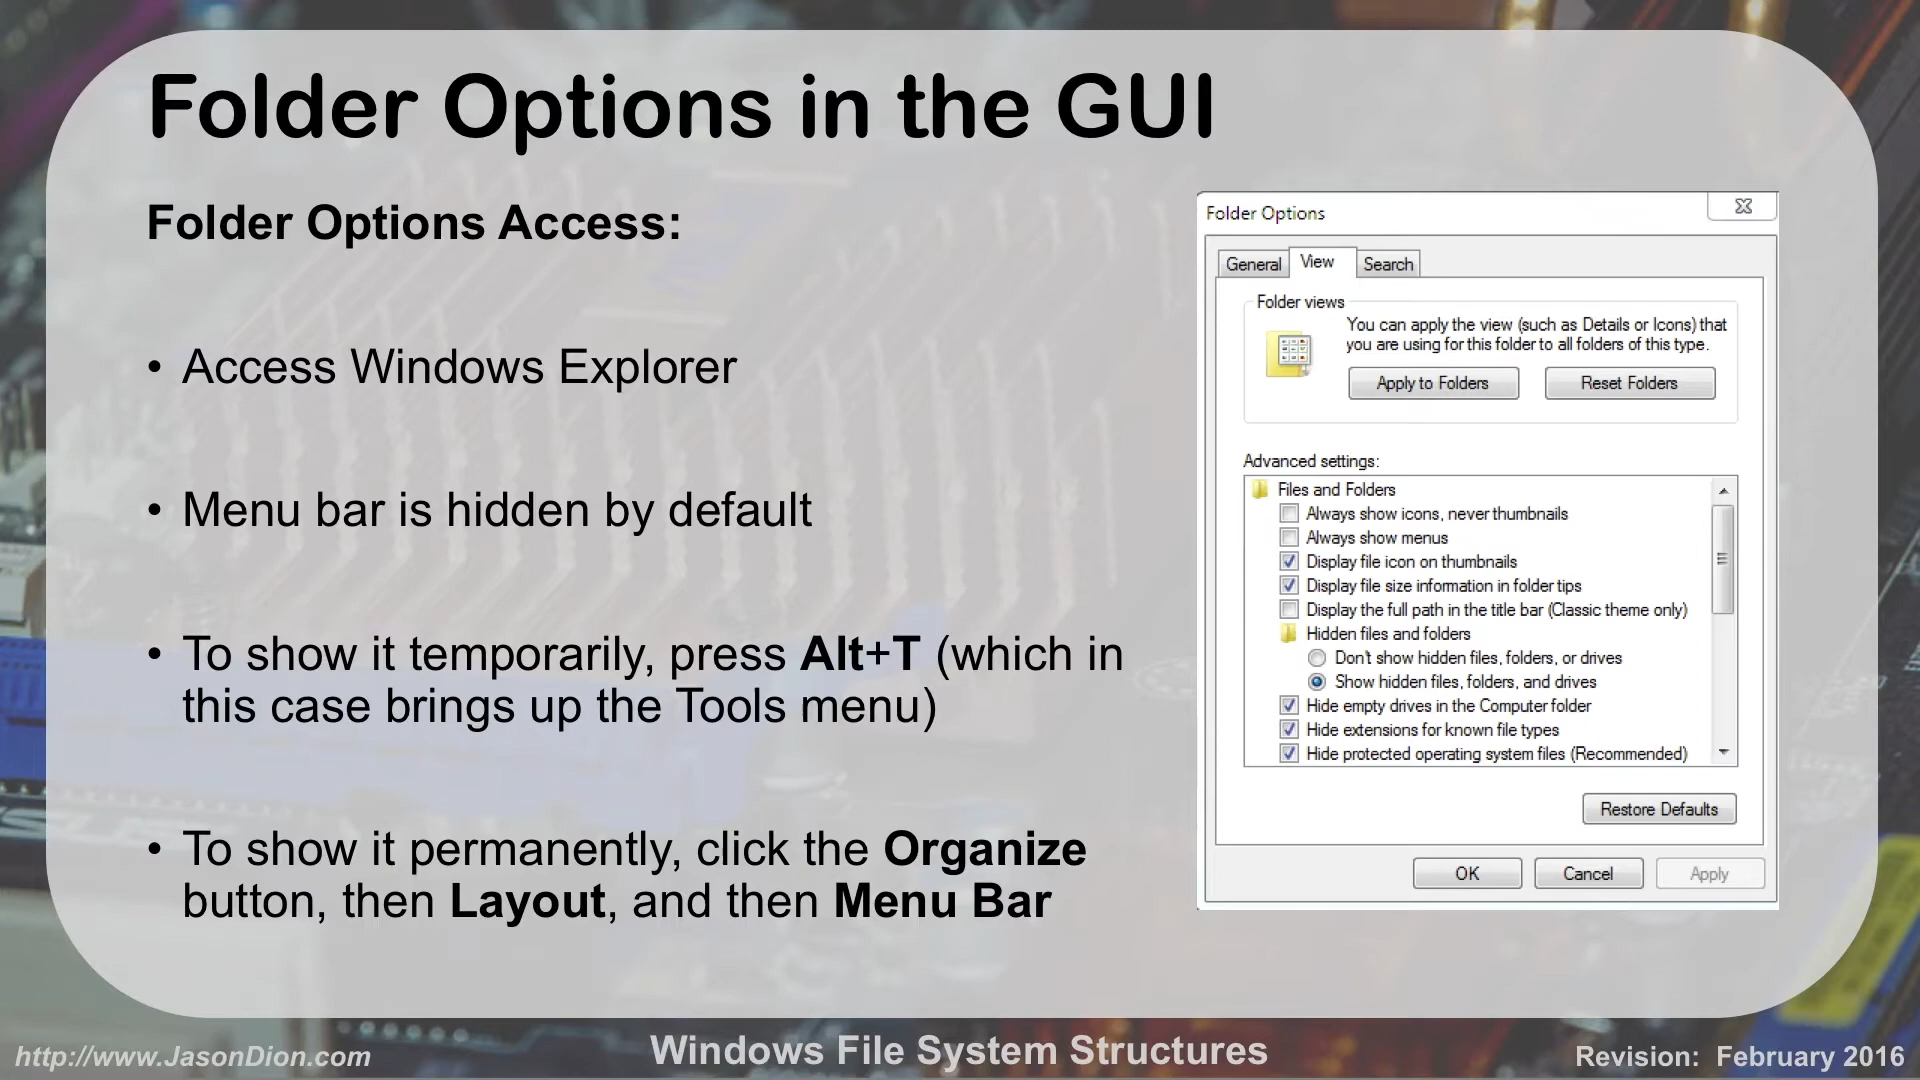 Folder Options in the GUI
Folder Options Access:
• Access Windows Explorer
• Menu bar is hidden by default
• To show it temporarily, press Alt+T (which in
this case brings up the Tools menu)
• To show it permanently, click the Organize
button, then Layout, and then Menu Bar
Folder Options
General View Search
Folder views
You can apply the view (such as Details or Icons) that
you are using for this folder to all folders of this type.
Apply to Folders Reset Folders
Advanced settings:
Files and Folders
Always show icons, never thumbnails
Always show menus
Display file icon on thumbnails
Display file size information in folder tips
Display the full path in the title bar (Classic theme only)
Hidden files and folders
Don't show hidden files, folders, or drives
Show hidden files, folders, and drives
Hide empty drives in the Computer folder
Hide extensions for known file types
Hide protected operating system files (Recommended)
Restore Defaults
OK Cancel Apply
http://www.JasonDion.com
Windows File System Structures
Revision: February 2016